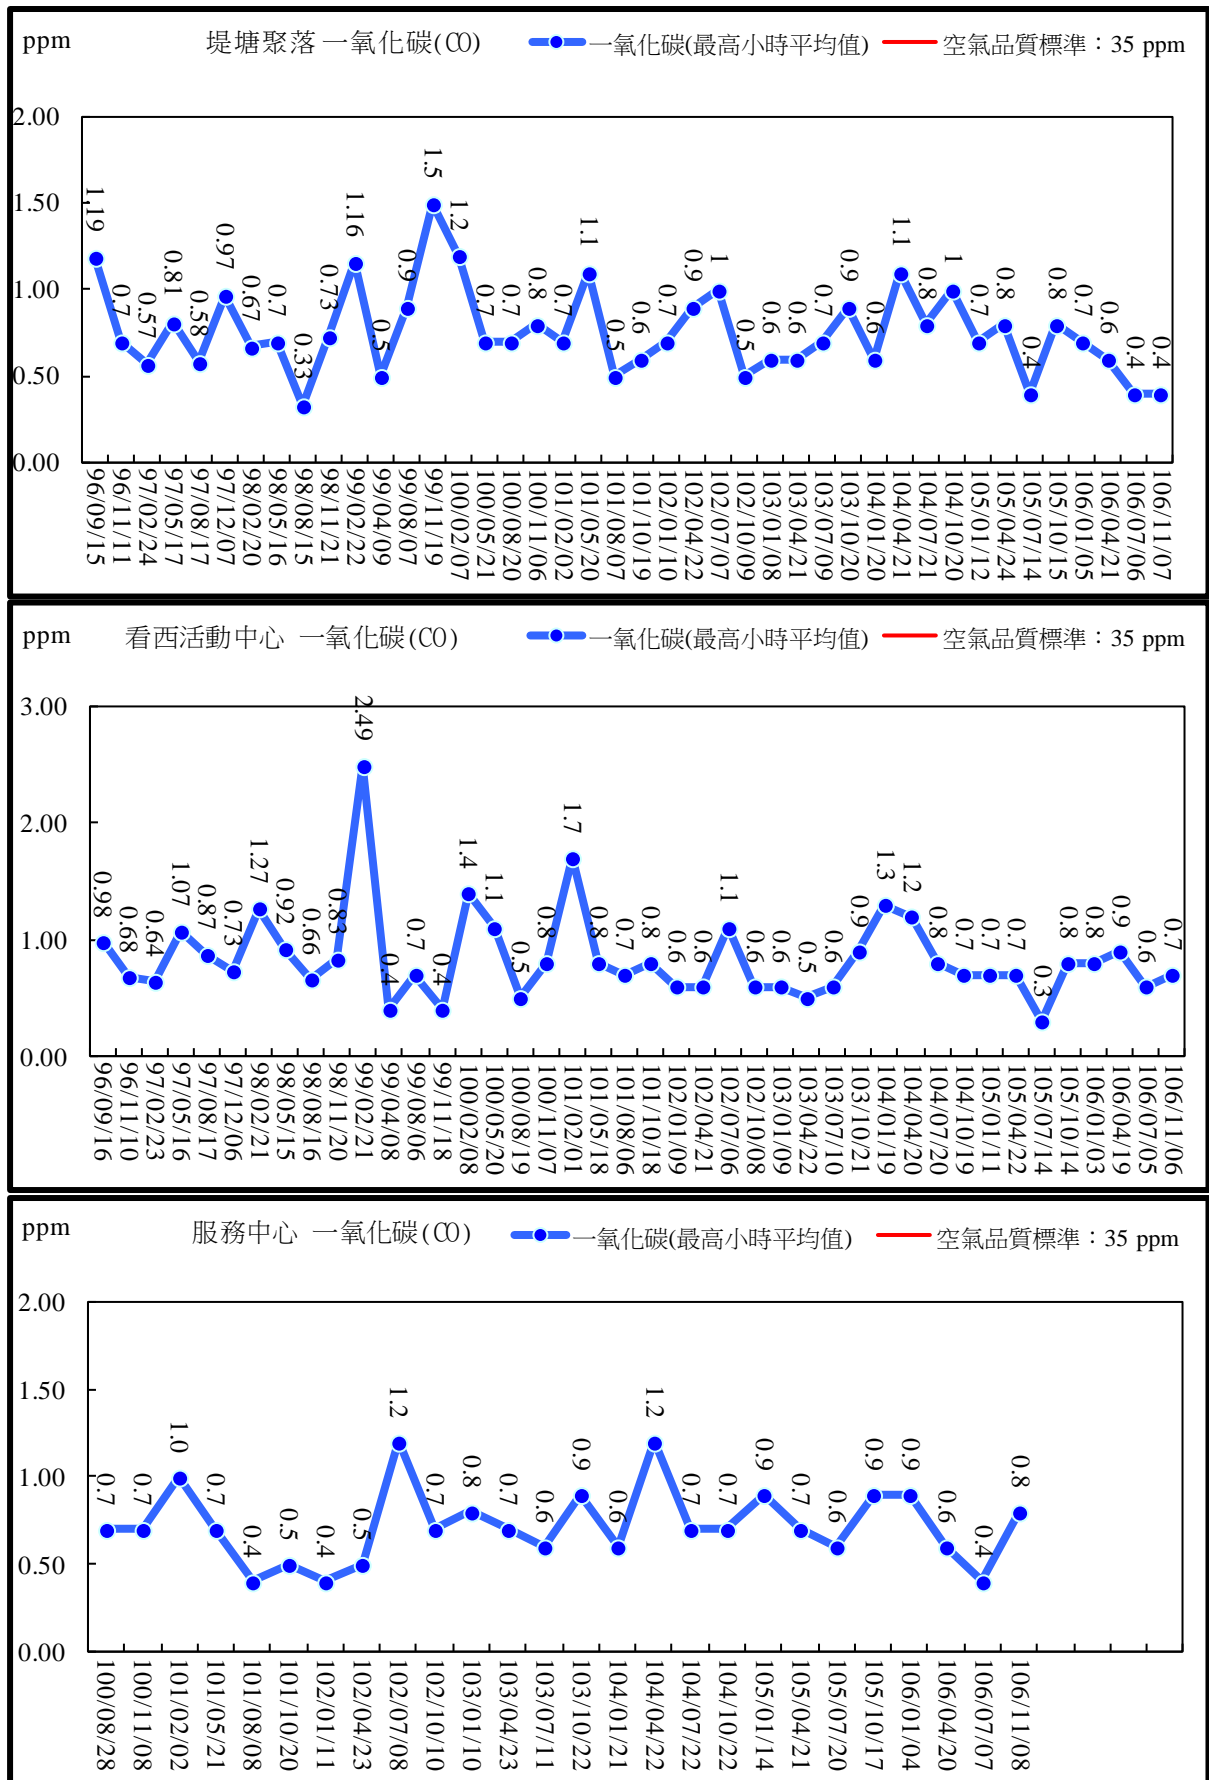 ppm 堤塘聚落 一氧化碳(CO) 一氧化碳(最高小時平均值) 空氣品質標準：35 ppm
2.00
1.50
1.00
0.50
0.00
1.19 0.7 0.57 0.81 0.58 0.97 0.67 0.7 0.33 0.73 1.16 0.5 0.9 1.5 1.2 0.7 0.7 0.8 0.7 1.1 0.5 0.6 0.7 0.9 1 0.5 0.6 0.6 0.7 0.9 0.6 1.1 0.8 1 0.7 0.8 0.4 0.8 0.7 0.6 0.4 0.4
96/09/15 96/11/11 97/02/24 97/05/17 97/08/17 97/12/07 98/02/20 98/05/16 98/08/15 98/11/21 99/02/22 99/04/09 99/08/07 99/11/19 100/02/07 100/05/21 100/08/20 100/11/06 101/02/02 101/05/20 101/08/07 101/10/19 102/01/10 102/04/22 102/07/07 102/10/09 103/01/08 103/04/21 103/07/09 103/10/20 104/01/20 104/04/21 104/07/21 104/10/20 105/01/12 105/04/24 105/07/14 105/10/15 106/01/05 106/04/21 106/07/06 106/11/07
ppm 看西活動中心 一氧化碳(CO) 一氧化碳(最高小時平均值) 空氣品質標準：35 ppm
3.00
2.00
1.00
0.00
0.98 0.68 0.64 1.07 0.87 0.73 1.27 0.92 0.66 0.83 2.49 0.4 0.7 0.4 1.4 1.1 0.5 0.8 1.7 0.8 0.7 0.8 0.6 0.6 1.1 0.6 0.6 0.5 0.6 0.9 1.3 1.2 0.8 0.7 0.7 0.7 0.3 0.8 0.8 0.9 0.6 0.7
96/09/16 96/11/10 97/02/23 97/05/16 97/08/17 97/12/06 98/02/21 98/05/15 98/08/16 98/11/20 99/02/21 99/04/08 99/08/06 99/11/18 100/02/08 100/05/20 100/08/19 100/11/07 101/02/01 101/05/18 101/08/06 101/10/18 102/01/09 102/04/21 102/07/06 102/10/08 103/01/09 103/04/22 103/07/10 103/10/21 104/01/19 104/04/20 104/07/20 104/10/19 105/01/11 105/04/22 105/07/14 105/10/14 106/01/03 106/04/19 106/07/05 106/11/06
ppm 服務中心 一氧化碳(CO) 一氧化碳(最高小時平均值) 空氣品質標準：35 ppm
2.00
1.50
1.00
0.50
0.00
0.7 0.7 1.0 0.7 0.4 0.5 0.4 0.5 1.2 0.7 0.8 0.7 0.6 0.9 0.6 1.2 0.7 0.7 0.9 0.7 0.6 0.9 0.9 0.6 0.4 0.8
100/08/28 100/11/08 101/02/02 101/05/21 101/08/08 101/10/20 102/01/11 102/04/23 102/07/08 102/10/10 103/01/10 103/04/23 103/07/11 103/10/22 104/01/21 104/04/22 104/07/22 104/10/22 105/01/14 105/04/21 105/07/20 105/10/17 106/01/04 106/04/20 106/07/07 106/11/08